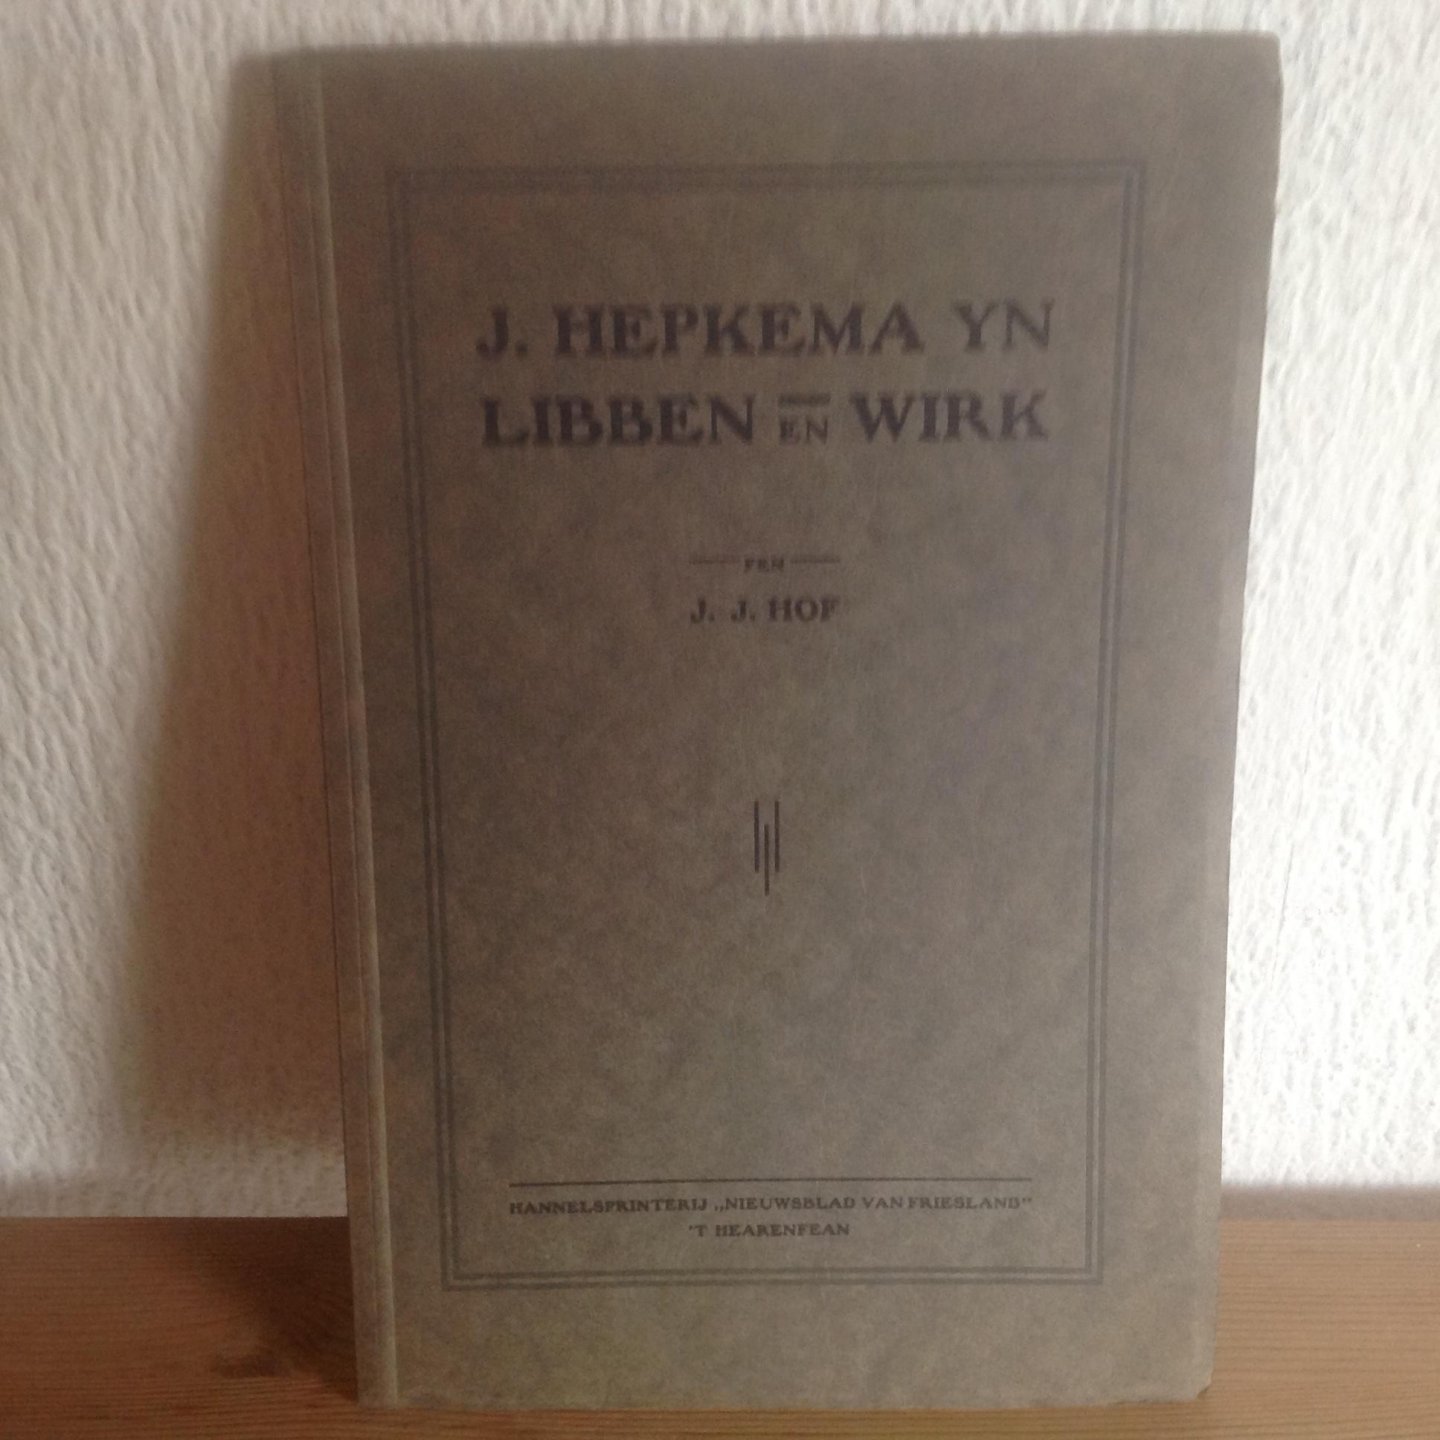 J. HEPKEMA YN
LIBBEN EN WIRK
FEN
J. J. HOF
HANNELSPRINTERIJ „NIEUWSBLAD VAN FRIESLAND"
'T HEARENFEAN